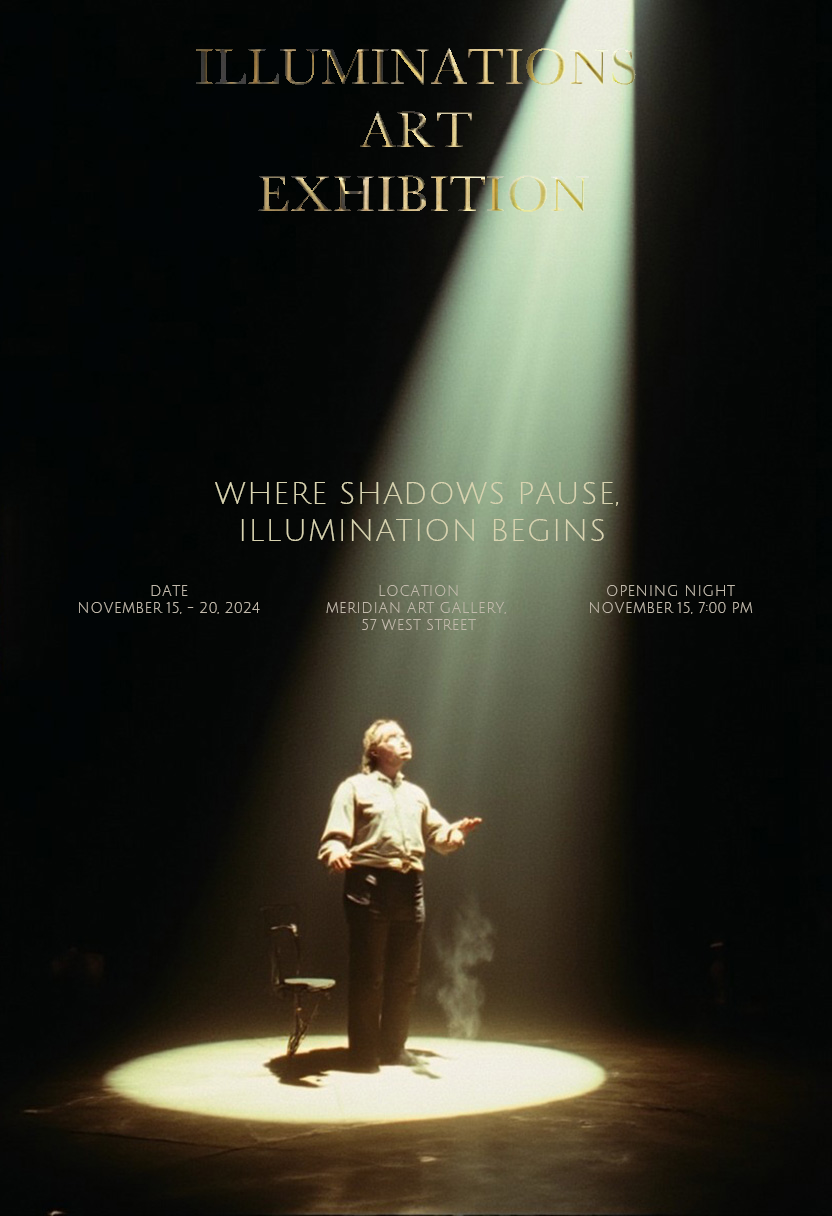 ILLUMINATIONS
ART
EXHIBITION
WHERE SHADOWS PAUSE,
ILLUMINATION BEGINS
DATE
NOVEMBER 15, - 20, 2024
LOCATION
MERIDIAN ART GALLERY,
57 WEST STREET
OPENING NIGHT
NOVEMBER 15, 7:00 PM